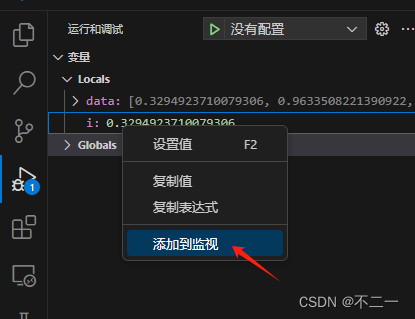 运行和调试
没有配置
变量
Locals
data: [0.3294923710079306, 0.9633508221390922,
i: 0.3294923710079306
Globals
设置值 F2
复制值
复制表达式
添加到监视
1
CSDN @不二一